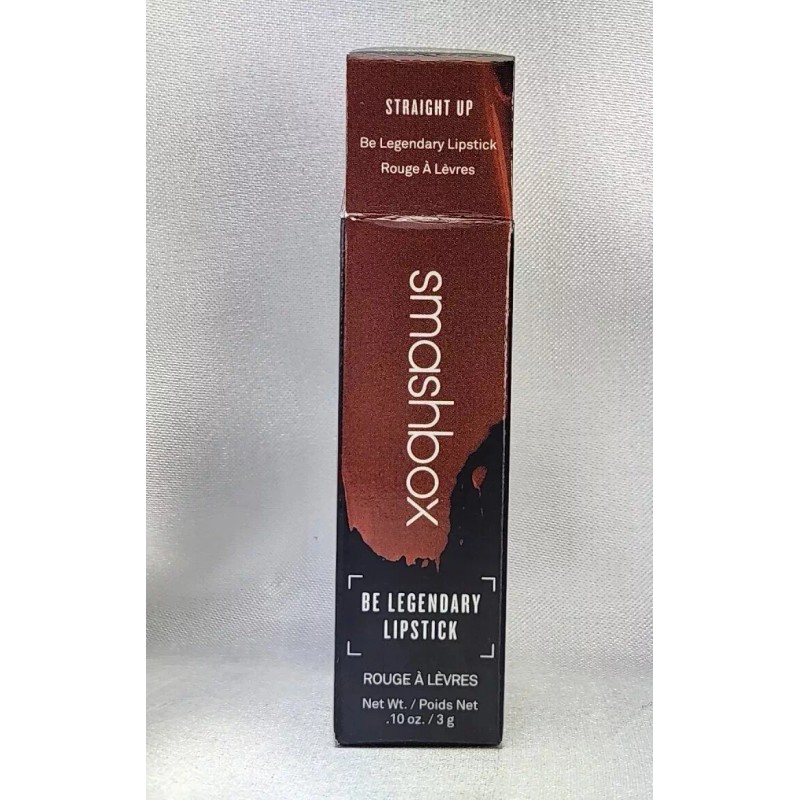 STRAIGHT UP
Be Legendary Lipstick
Rouge À Lèvres
smashbox
BE LEGENDARY
LIPSTICK
ROUGE À LÈVRES
Net Wt. / Poids Net
.10 oz. / 3 g